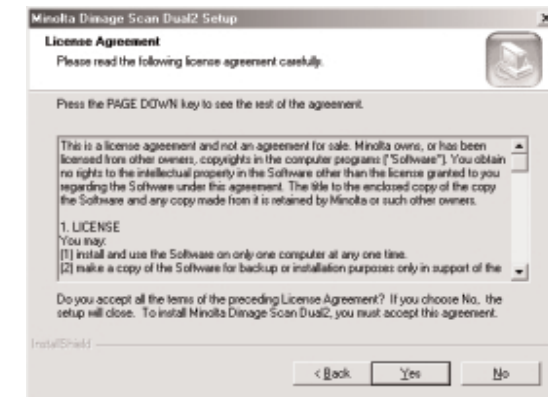 Minolta Dimage Scan Dual2 Setup
License Agreement
Please read the following license agreement carefully.
Press the PAGE DOWN key to see the rest of the agreement.
This is a license agreement and not an agreement for sale. Minolta owns, or has been
licensed from other owners, copyrights in the computer programs ("Software"). You obtain
no rights to the intellectual property in the Software other than the license granted to you
regarding the Software under this agreement. The title to the enclosed copy of the copy
the Software and any copy made from it is retained by Minolta or such other owners.
1. LICENSE
You may:
(1) install and use the Software on only one computer at any one time.
(2) make a copy of the Software for backup or installation purposes only in support of the
Do you accept all the terms of the preceding License Agreement? If you choose No, the
setup will close. To install Minolta Dimage Scan Dual2, you must accept this agreement.
InstallShield
< Back Yes No